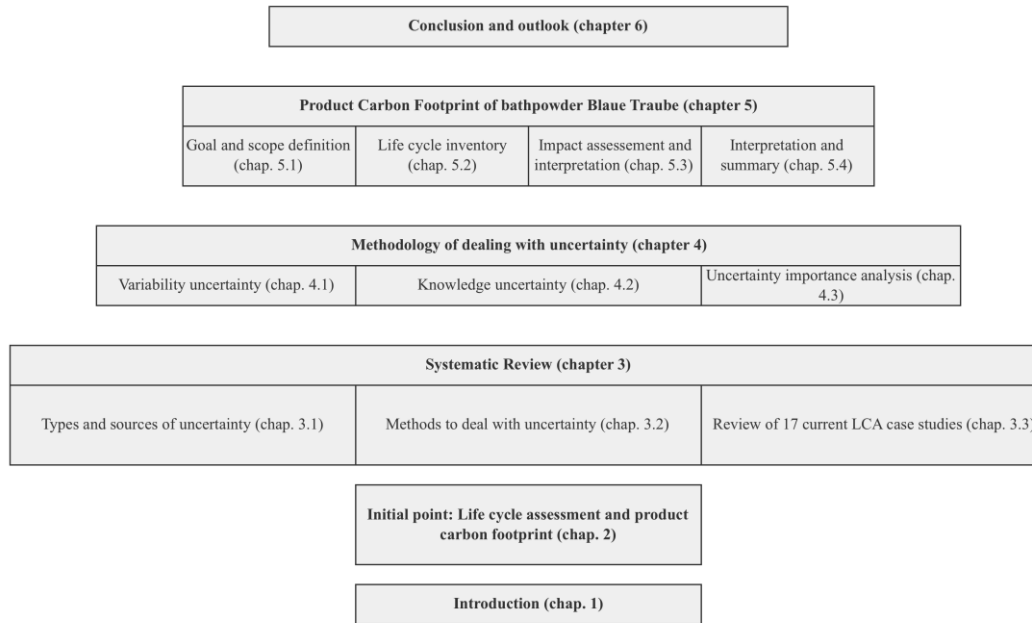 Conclusion and outlook (chapter 6)
Product Carbon Footprint of bathpowder Blaue Traube (chapter 5)
Goal and scope definition
(chap. 5.1)
Life cycle inventory
(chap. 5.2)
Impact assessement and
interpretation (chap. 5.3)
Interpretation and
summary (chap. 5.4)
Methodology of dealing with uncertainty (chapter 4)
Variability uncertainty (chap. 4.1)
Knowledge uncertainty (chap. 4.2)
Uncertainty importance analysis (chap.
4.3)
Systematic Review (chapter 3)
Types and sources of uncertainty (chap. 3.1)
Methods to deal with uncertainty (chap. 3.2)
Review of 17 current LCA case studies (chap. 3.3)
Initial point: Life cycle assessment and product
carbon footprint (chap. 2)
Introduction (chap. 1)